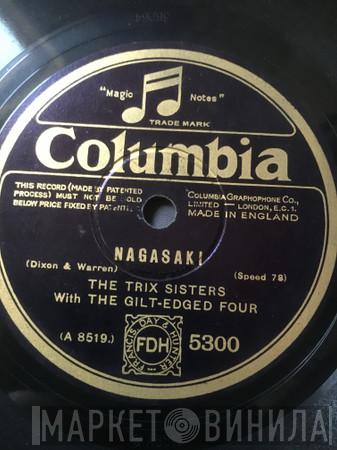 "Magic Notes"
TRADE MARK
Columbia
THIS RECORD (MADE BY PATENTED
PROCESS) MUST NOT BE SOLD
BELOW PRICE FIXED BY
COLUMBIA GRAPHOPHONE CO.,
LIMITED — LONDON, E.C.1.
MADE IN ENGLAND
NAGASAKI
(Dixon & Warren)
(Speed 78)
THE TRIX SISTERS
With THE GILT-EDGED FOUR
(A 8519.)
FRANCIS, DAY & HUNTER
FDH
5300
МАРКЕТ ВИНИЛА